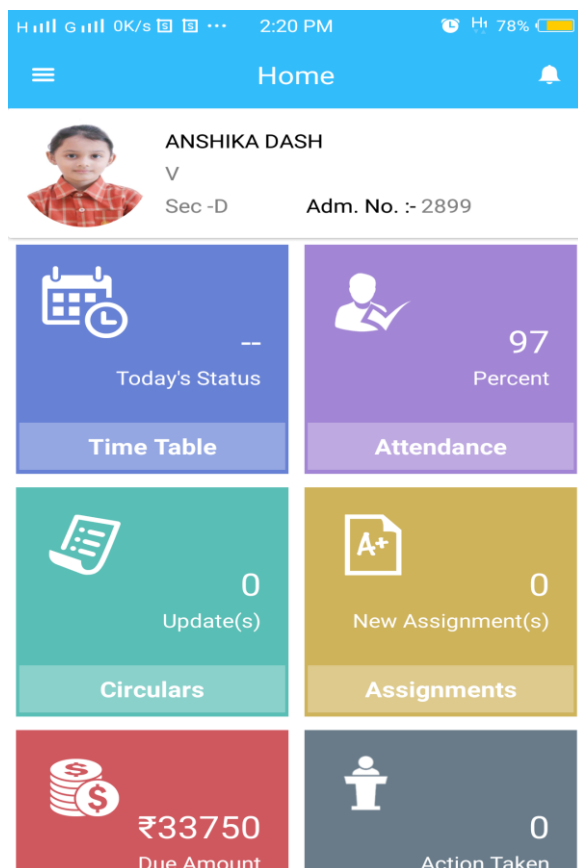 H G 0K/s S S ... 2:20 PM H1 78%
Home
ANSHIKA DASH
V
Sec -D Adm. No. :- 2899
--
Today's Status
Time Table
97
Percent
Attendance
0
Update(s)
Circulars
A+
0
New Assignment(s)
Assignments
$
$
₹33750
Due Amount
0
Action Taken